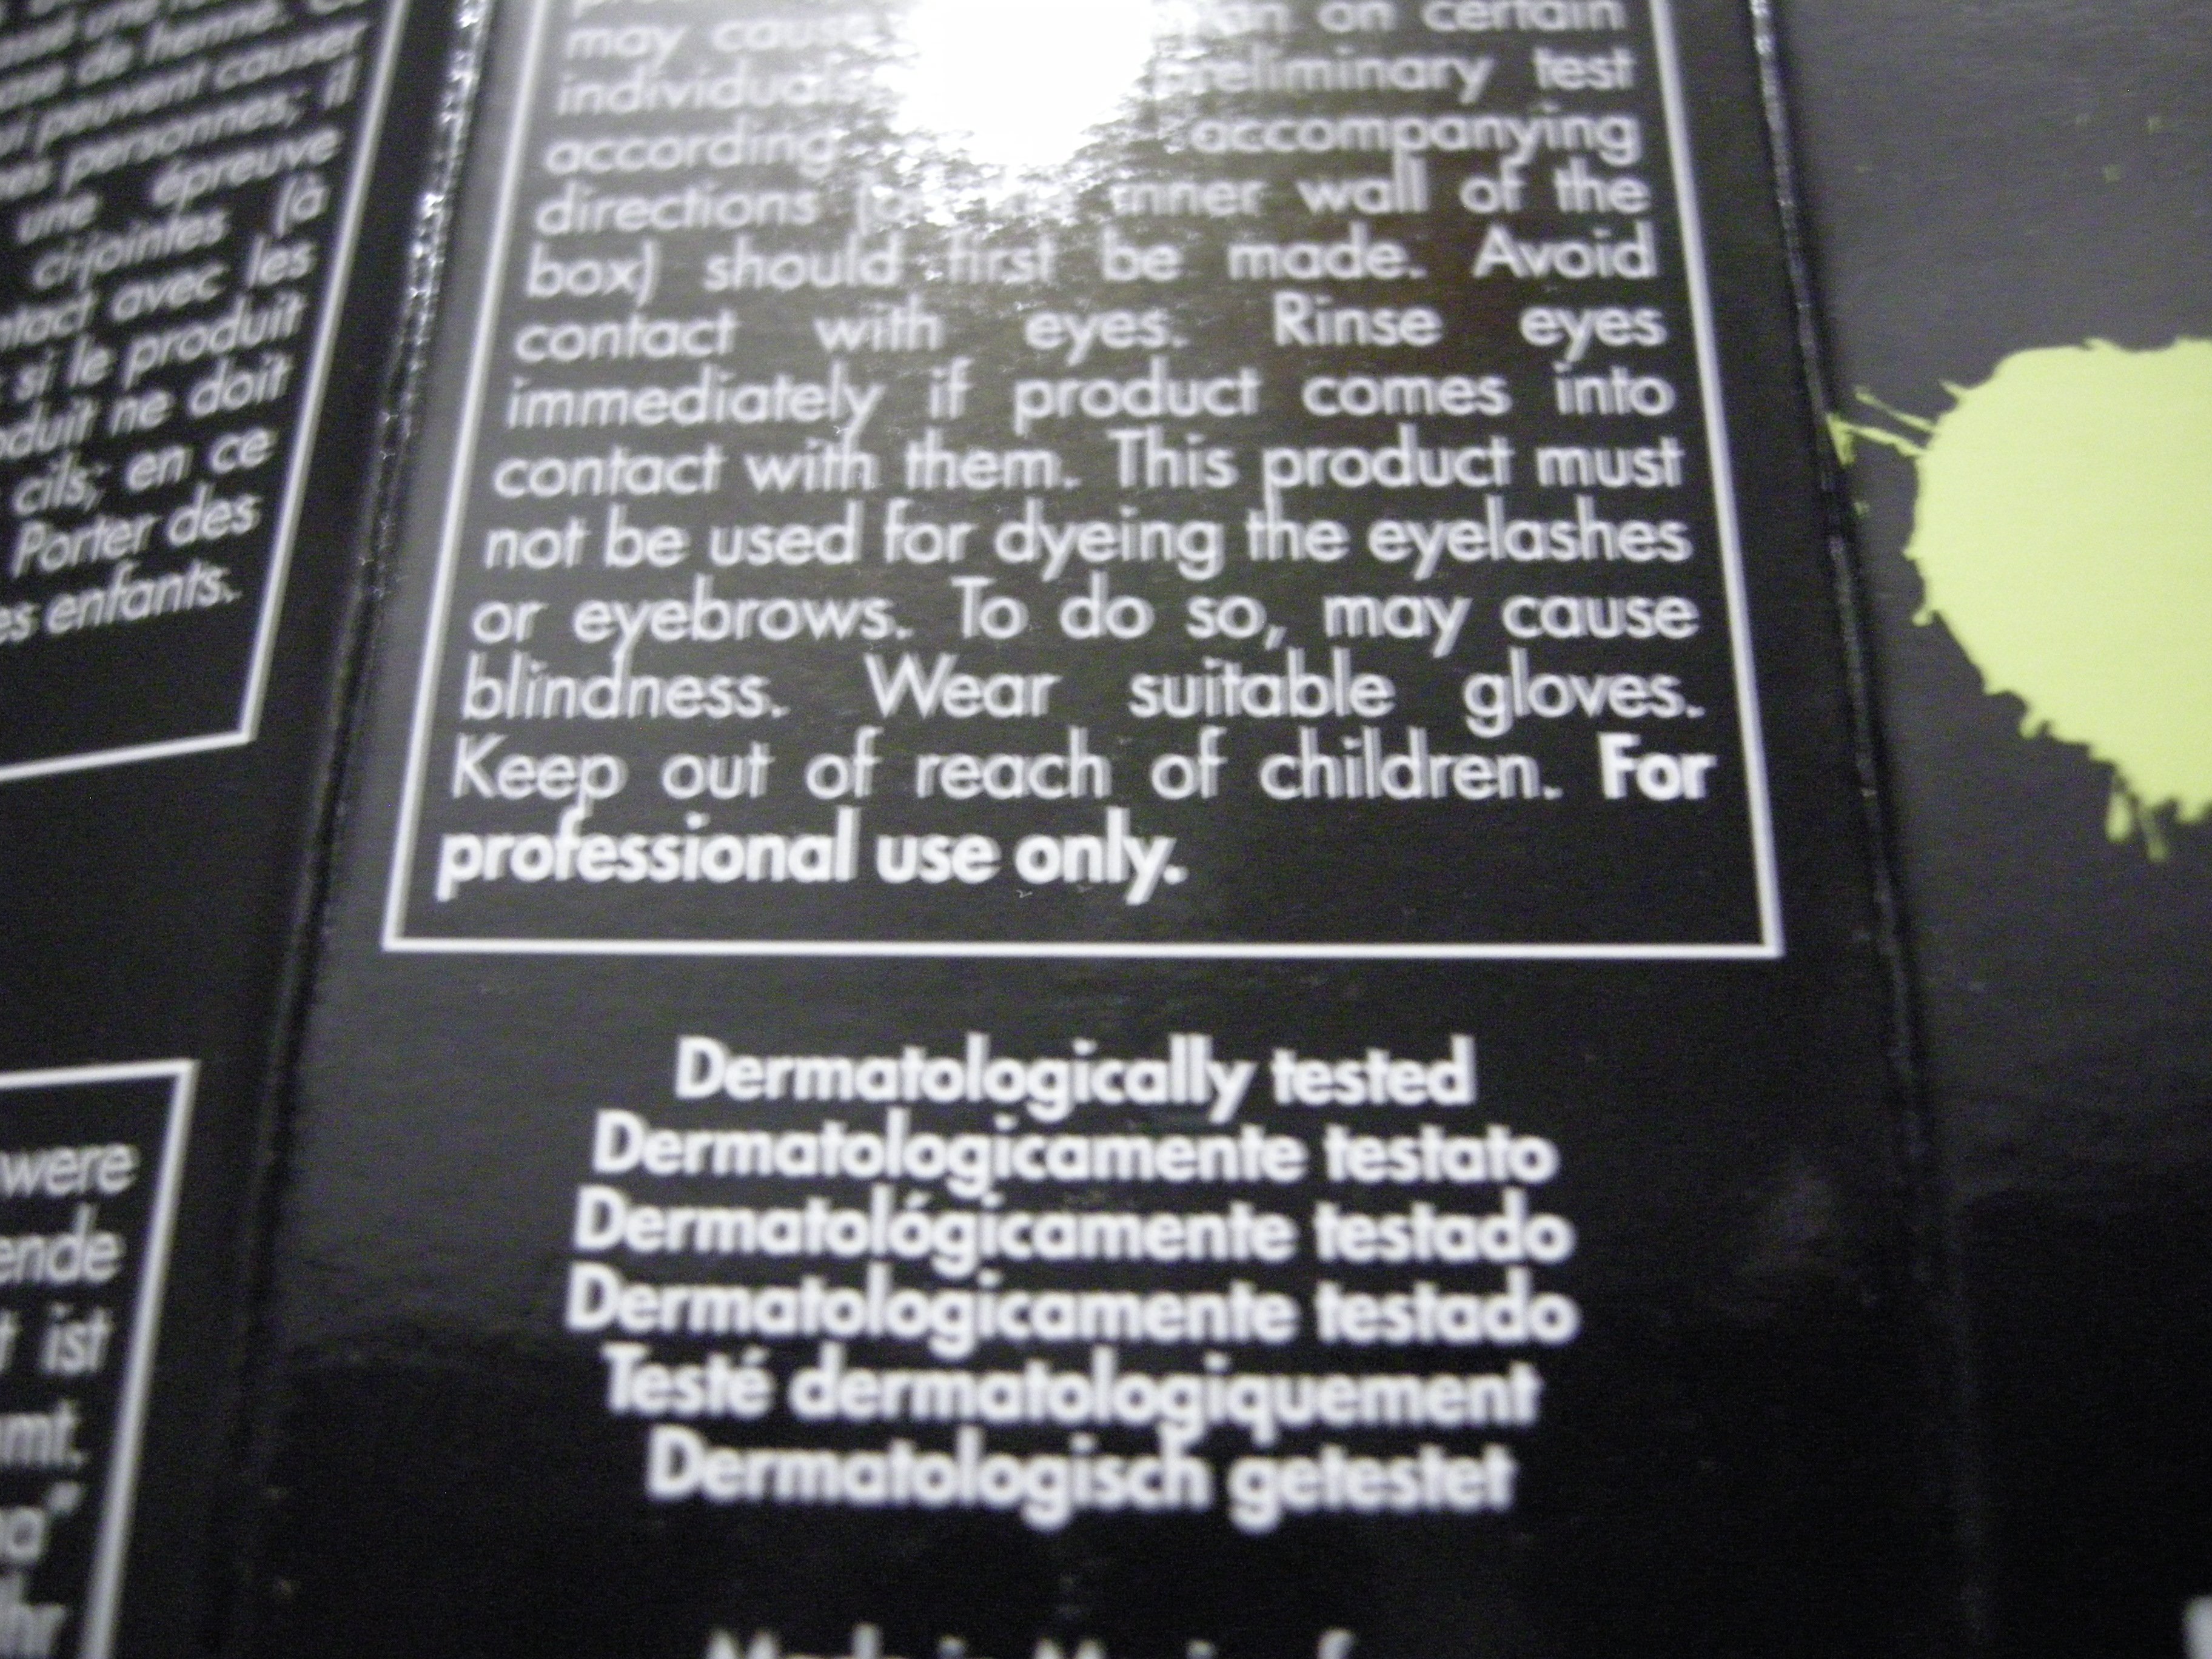 de henné.
peuvent causer
personnes; il
une épreuve
ci-jointes (à
avec les
si le produit
ne doit
cils; en ce
Porter des
enfants.
were
ist
may cause on certain
individuals preliminary test
according accompanying
directions inner wall of the
box) should first be made. Avoid
contact with eyes. Rinse eyes
immediately if product comes into
contact with them. This product must
not be used for dyeing the eyelashes
or eyebrows. To do so, may cause
blindness. Wear suitable gloves.
Keep out of reach of children. For
professional use only.
Dermatologically tested
Dermatologicamente testato
Dermatológicamente testado
Dermatologicamente testado
Testé dermatologiquement
Dermatologisch getestet